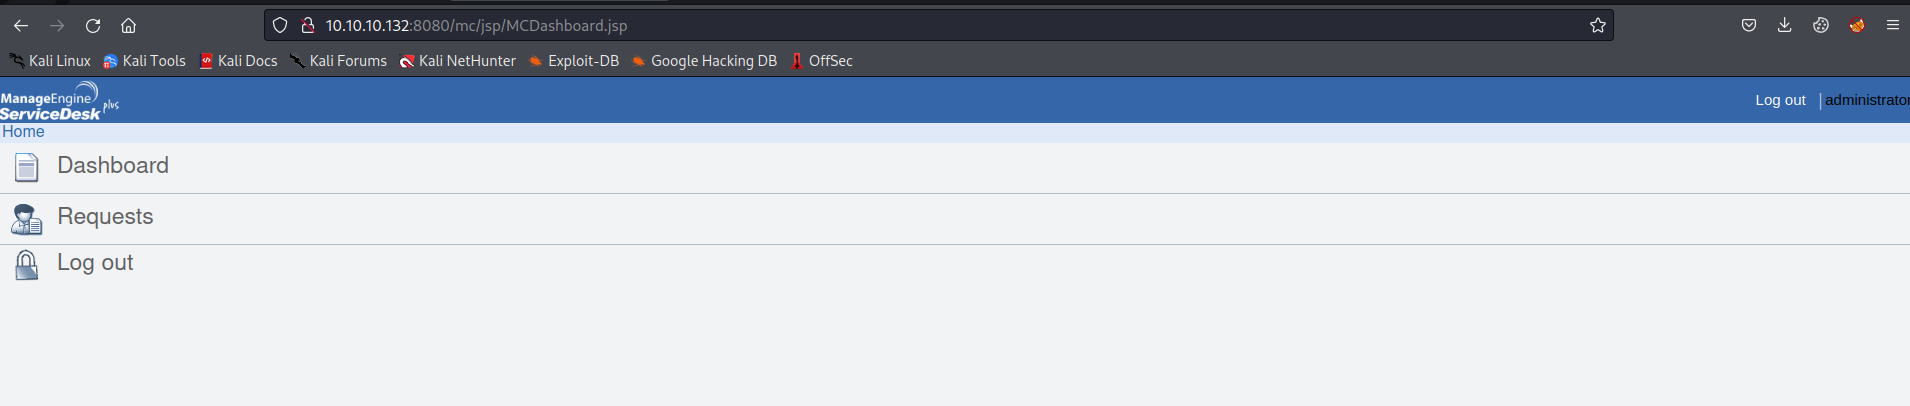 10.10.10.132:8080/mc/jsp/MCDashboard.jsp
Kali Linux Kali Tools Kali Docs Kali Forums Kali NetHunter Exploit-DB Google Hacking DB OffSec
ManageEngine
ServiceDesk plus
Log out | administrator
Home
Dashboard
Requests
Log out